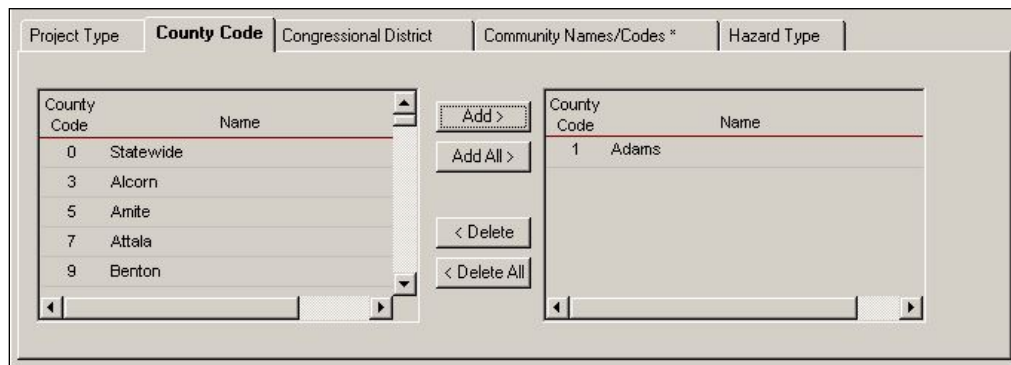 Project Type County Code Congressional District Community Names/Codes * Hazard Type
County Code Name
0 Statewide
3 Alcorn
5 Amite
7 Attala
9 Benton
Add >
Add All >
< Delete
< Delete All
County Code Name
1 Adams